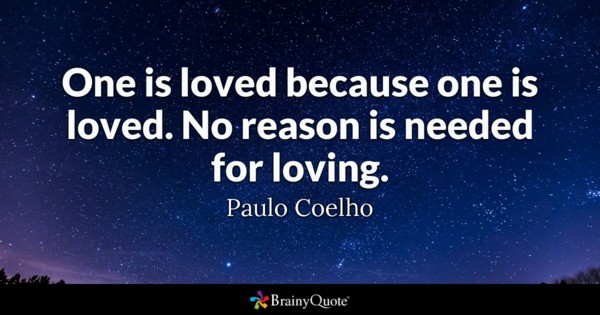 One is loved because one is
loved. No reason is needed
for loving.
Paulo Coelho
BrainyQuote®